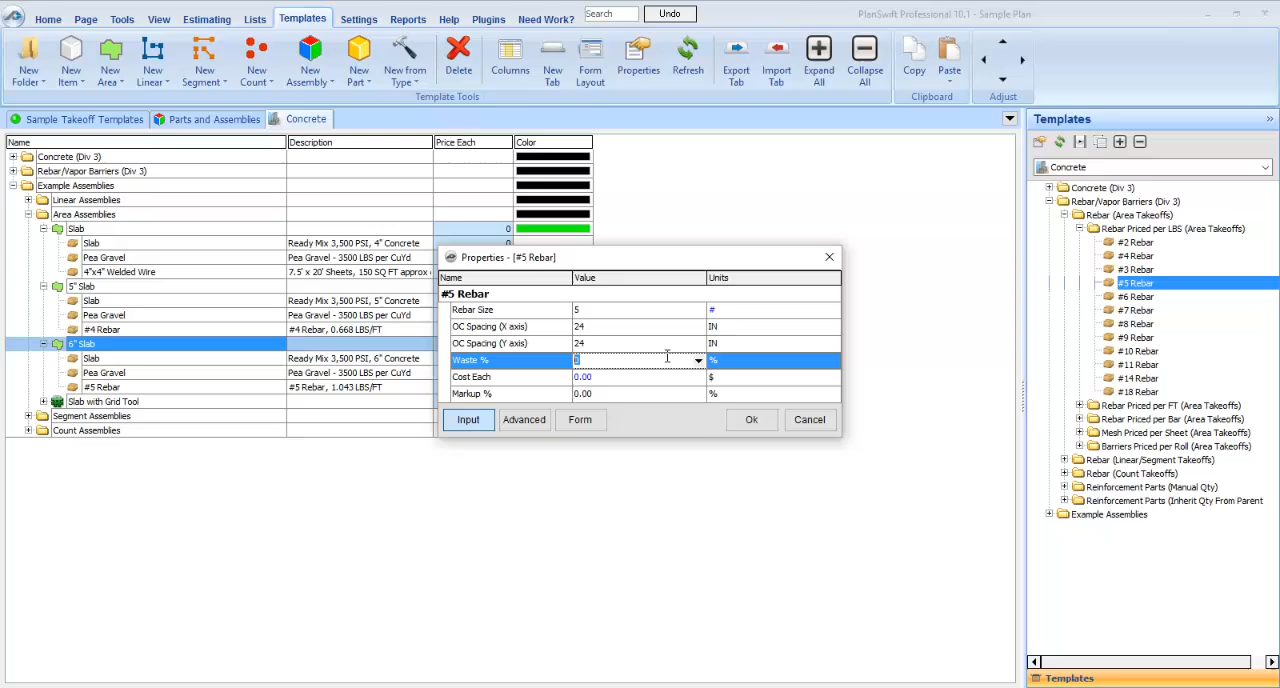 Home Page Tools View Estimating Lists Templates Settings Reports Help Plugins Need Work? Search Undo PlanSwift Professional 10.1 - Sample Plan
New Folder
New Item
New Area
New Linear
New Segment
New Count
New Assembly
New Part
New from Type
Delete
Columns
New Tab
Form Layout
Properties
Refresh
Export Tab
Import Tab
Expand All
Collapse All
Copy
Paste
Template Tools
Clipboard
Adjust
Sample Takeoff Templates Parts and Assemblies Concrete
Name Description Price Each Color
Concrete (Div 3)
Rebar/Vapor Barriers (Div 3)
Example Assemblies
Linear Assemblies
Area Assemblies
Slab 0
Slab Ready Mix 3,500 PSI, 4" Concrete 0
Pea Gravel Pea Gravel - 3500 LBS per CuYd
4"x4" Welded Wire 7.5' x 20' Sheets, 150 SQ FT approx
5" Slab
Slab Ready Mix 3,500 PSI, 5" Concrete
Pea Gravel Pea Gravel - 3500 LBS per CuYd
#4 Rebar #4 Rebar, 0.668 LBS/FT
6" Slab
Slab Ready Mix 3,500 PSI, 6" Concrete
Pea Gravel Pea Gravel - 3500 LBS per CuYd
#5 Rebar #5 Rebar, 1.043 LBS/FT
Slab with Grid Tool
Segment Assemblies
Count Assemblies
Properties - [#5 Rebar]
Name Value Units
#5 Rebar
Rebar Size 5 #
OC Spacing (X axis) 24 IN
OC Spacing (Y axis) 24 IN
Waste % %
Cost Each 0.00 $
Markup % 0.00 %
Input Advanced Form Ok Cancel
Templates
Concrete
Concrete (Div 3)
Rebar/Vapor Barriers (Div 3)
Rebar (Area Takeoffs)
Rebar Priced per LBS (Area Takeoffs)
#2 Rebar
#4 Rebar
#3 Rebar
#5 Rebar
#6 Rebar
#7 Rebar
#8 Rebar
#9 Rebar
#10 Rebar
#11 Rebar
#14 Rebar
#18 Rebar
Rebar Priced per FT (Area Takeoffs)
Rebar Priced per Bar (Area Takeoffs)
Mesh Priced per Sheet (Area Takeoffs)
Barriers Priced per Roll (Area Takeoffs)
Rebar (Linear/Segment Takeoffs)
Rebar (Count Takeoffs)
Reinforcement Parts (Manual Qty)
Reinforcement Parts (Inherit Qty From Parent
Example Assemblies
Templates